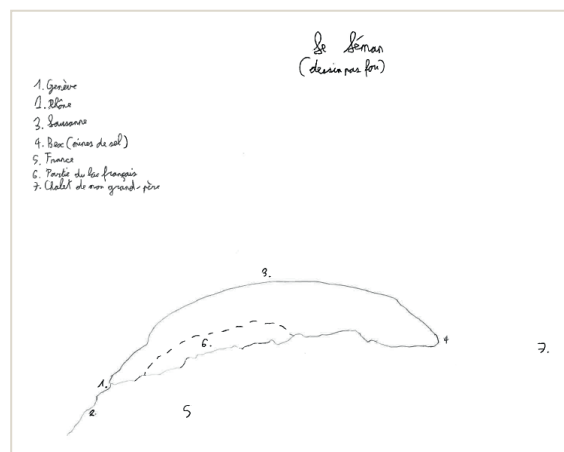 Le Léman
(dessin pas fou)
1. Genève
2. Rhône
3. Lausanne
4. Bex (mines de sel)
5. France
6. Partie du lac français
7. Chalet de mon grand-père
3.
6.
4
7.
1.
2
5